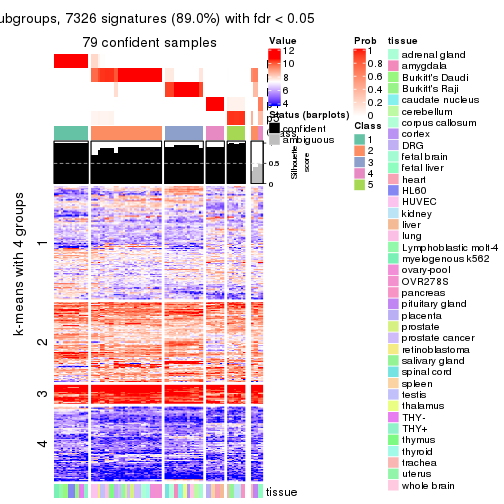 ubgroups, 7326 signatures (89.0%) with fdr < 0.05
79 confident samples
Value
12
10
8
6
4
Prob
1
0.8
0.6
0.4
0.2
0
Status (barplots)
confident
ambiguous
Class
1
2
3
4
5
0.5
0
Silhouette
score
k-means with 4 groups
1
2
3
4
tissue
tissue
adrenal gland
amygdala
Burkitt's Daudi
Burkitt's Raji
caudate nucleus
cerebellum
corpus callosum
cortex
DRG
fetal brain
fetal liver
heart
HL60
HUVEC
kidney
liver
lung
Lymphoblastic molt-4
myelogenous k562
ovary-pool
OVR278S
pancreas
pituitary gland
placenta
prostate
prostate cancer
retinoblastoma
salivary gland
spinal cord
spleen
testis
thalamus
THY-
THY+
thymus
thyroid
trachea
uterus
whole brain